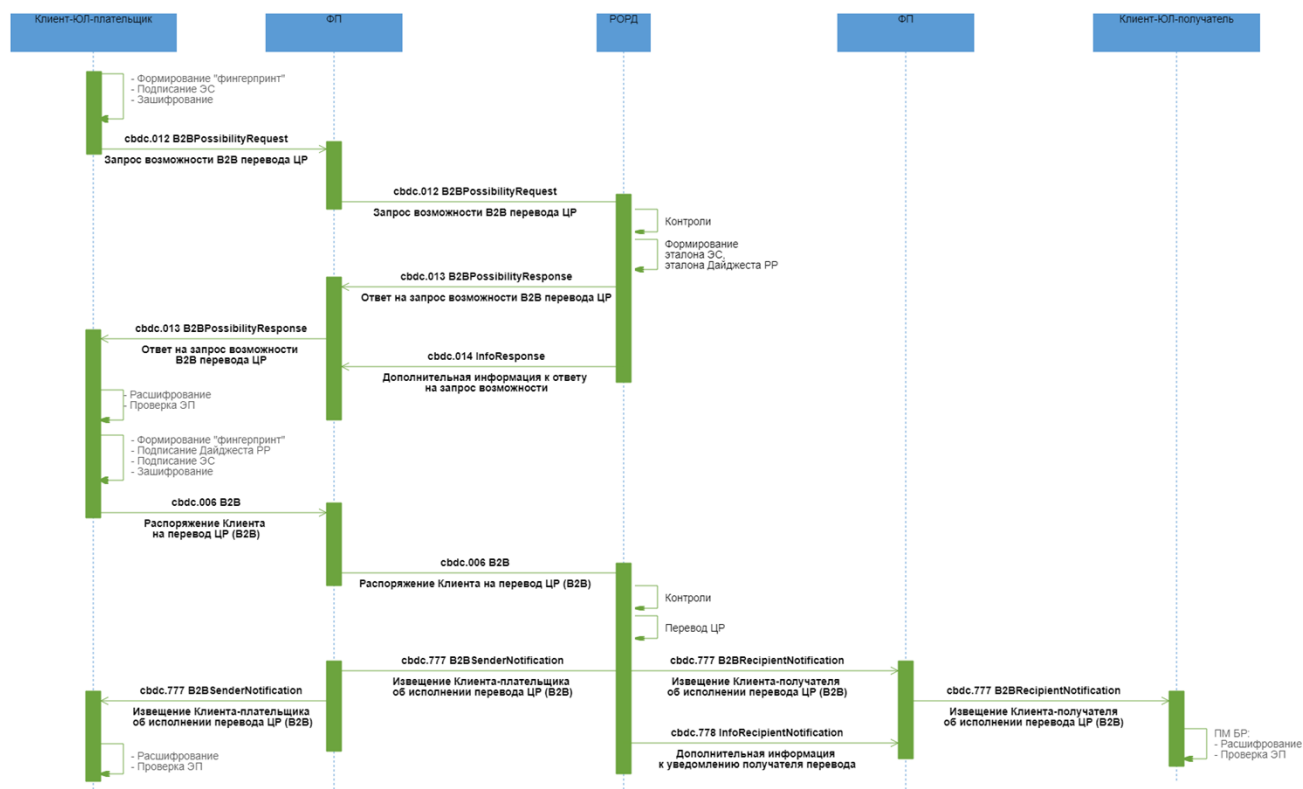 Клиент-ЮЛ-плательщик
ФП
РОРД
ФП
Клиент-ЮЛ-получатель
- Формирование "фингерпринт"
- Подписание ЭС
- Зашифрование
cbdc.012 B2BPossibilityRequest
Запрос возможности B2B перевода ЦР
cbdc.012 B2BPossibilityRequest
Запрос возможности B2B перевода ЦР
Контроли
Формирование
эталона ЭС,
эталона Дайджеста РР
cbdc.013 B2BPossibilityResponse
Ответ на запрос возможности B2B перевода ЦР
cbdc.013 B2BPossibilityResponse
Ответ на запрос возможности
B2B перевода ЦР
cbdc.014 InfoResponse
Дополнительная информация к ответу
на запрос возможности
- Расшифрование
- Проверка ЭП
- Формирование "фингерпринт"
- Подписание Дайджеста РР
- Подписание ЭС
- Зашифрование
cbdc.006 B2B
Распоряжение Клиента
на перевод ЦР (B2B)
cbdc.006 B2B
Распоряжение Клиента на перевод ЦР (B2B)
Контроли
Перевод ЦР
cbdc.777 B2BSenderNotification
Извещение Клиента-плательщика
об исполнении перевода ЦР (B2B)
cbdc.777 B2BRecipientNotification
Извещение Клиента-получателя
об исполнении перевода ЦР (B2B)
cbdc.777 B2BSenderNotification
Извещение Клиента-плательщика
об исполнении перевода ЦР (B2B)
cbdc.777 B2BRecipientNotification
Извещение Клиента-получателя
об исполнении перевода ЦР (B2B)
cbdc.778 InfoRecipientNotification
Дополнительная информация
к уведомлению получателя перевода
- Расшифрование
- Проверка ЭП
ПМ БР:
- Расшифрование
- Проверка ЭП